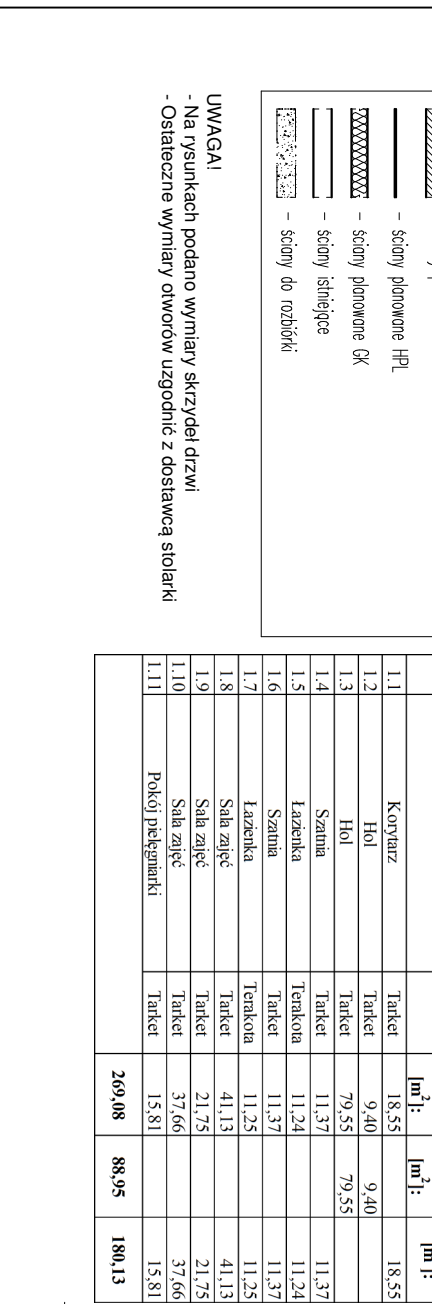 – ściany planowane HPL
– ściany planowane GK
– ściany istniejące
– ściany do rozbiórki
UWAGA!
- Na rysunkach podano wymiary skrzydeł drzwi
- Ostateczne wymiary otworów uzgodnić z dostawcą stolarki
[m²]: [m²]: [m²]:
1.1 Korytarz Tarket 18,55 18,55
1.2 Hol Tarket 9,40 9,40
1.3 Hol Tarket 79,55 79,55
1.4 Szatnia Tarket 11,37 11,37
1.5 Łazienka Terakota 11,24 11,24
1.6 Szatnia Tarket 11,37 11,37
1.7 Łazienka Terakota 11,25 11,25
1.8 Sala zajęć Tarket 41,13 41,13
1.9 Sala zajęć Tarket 21,75 21,75
1.10 Sala zajęć Tarket 37,66 37,66
1.11 Pokój pielęgniarki Tarket 15,81 15,81
269,08 88,95 180,13